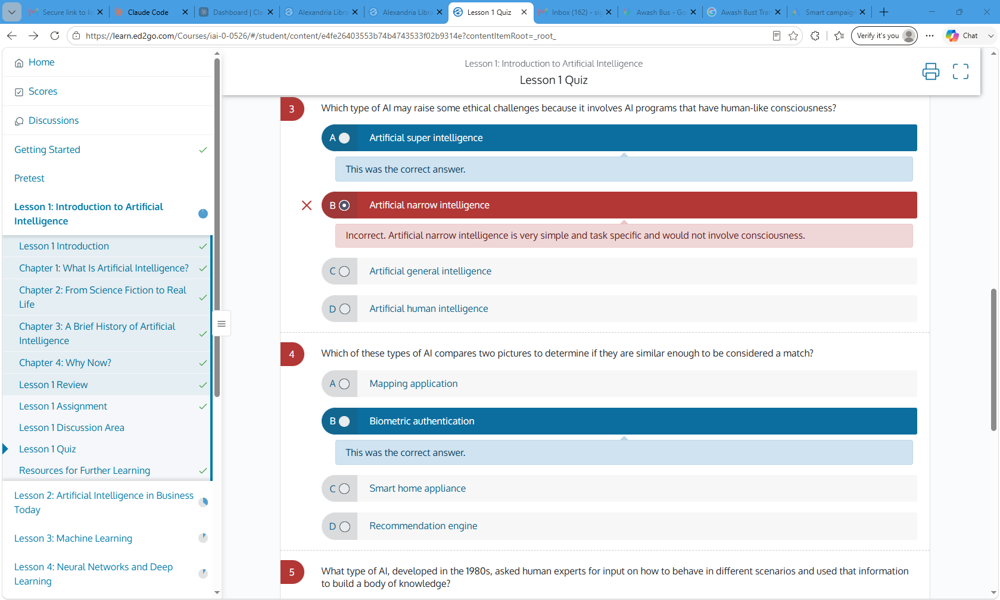 Secure link to lo
Claude Code
Dashboard | Cla
Alexandria Libra
Alexandria Libra
Lesson 1 Quiz
Inbox (162) - sig
Awash Bus - Go
Awash Bust Tran
Smart campaign
https://learn.ed2go.com/Courses/iai-0-0526/#/student/content/e4fe26403553b74b4743533f02b9314e?contentItemRoot=_root_
Verify it's you
Chat
Home
Scores
Discussions
Getting Started
Pretest
Lesson 1: Introduction to Artificial
Intelligence
Lesson 1 Introduction
Chapter 1: What Is Artificial Intelligence?
Chapter 2: From Science Fiction to Real
Life
Chapter 3: A Brief History of Artificial
Intelligence
Chapter 4: Why Now?
Lesson 1 Review
Lesson 1 Assignment
Lesson 1 Discussion Area
Lesson 1 Quiz
Resources for Further Learning
Lesson 2: Artificial Intelligence in Business
Today
Lesson 3: Machine Learning
Lesson 4: Neural Networks and Deep
Learning
Lesson 1: Introduction to Artificial Intelligence
Lesson 1 Quiz
3 Which type of AI may raise some ethical challenges because it involves AI programs that have human-like consciousness?
A Artificial super intelligence
This was the correct answer.
B Artificial narrow intelligence
Incorrect. Artificial narrow intelligence is very simple and task specific and would not involve consciousness.
C Artificial general intelligence
D Artificial human intelligence
4 Which of these types of AI compares two pictures to determine if they are similar enough to be considered a match?
A Mapping application
B Biometric authentication
This was the correct answer.
C Smart home appliance
D Recommendation engine
5 What type of AI, developed in the 1980s, asked human experts for input on how to behave in different scenarios and used that information
to build a body of knowledge?